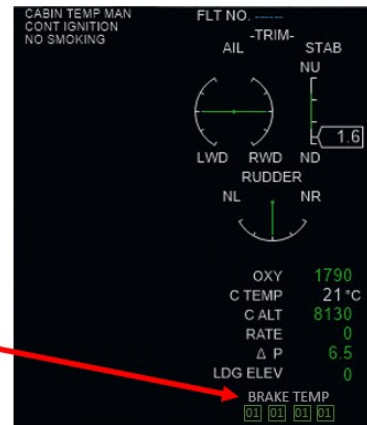 CABIN TEMP MAN
CONT IGNITION
NO SMOKING
FLT NO. ------
-TRIM-
AIL STAB
NU
1.6
LWD RWD ND
RUDDER
NL NR
OXY 1790
C TEMP 21 °C
C ALT 8130
RATE 0
Δ P 6.5
LDG ELEV 0
BRAKE TEMP
01 01 01 01